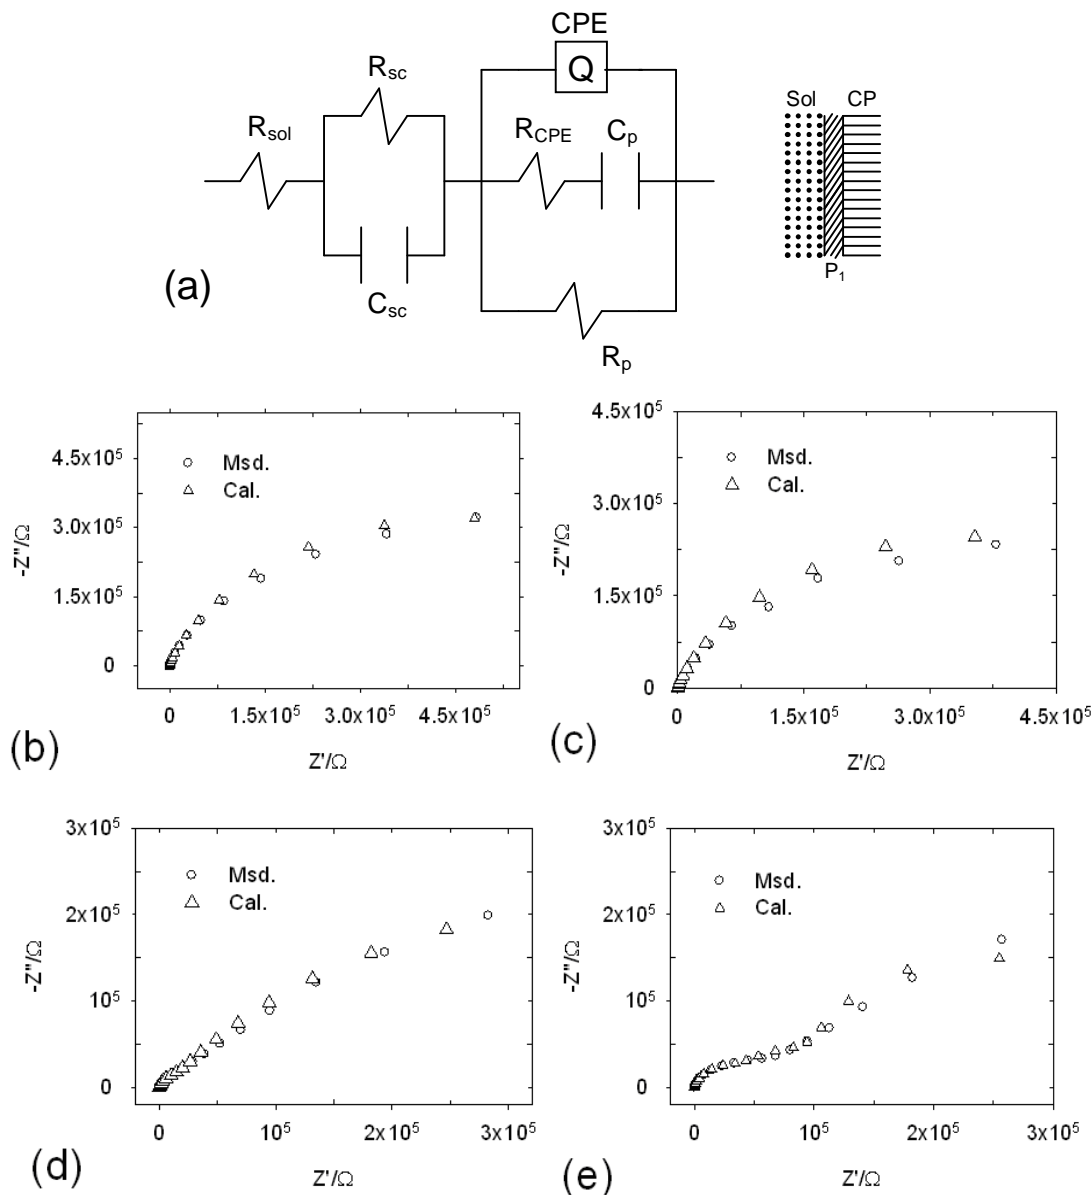 CPE
Q
R_sc
R_sol
R_CPE
C_p
Sol CP
P_1
(a)
C_sc
R_p
4.5x10^5
3.0x10^5
1.5x10^5
0
-Z"/Ω
Msd.
Cal.
0 1.5x10^5 3.0x10^5 4.5x10^5
Z'/Ω
(b)
4.5x10^5
3.0x10^5
1.5x10^5
0
-Z"/Ω
Msd.
Cal.
0 1.5x10^5 3.0x10^5 4.5x10^5
Z'/Ω
(c)
3x10^5
2x10^5
10^5
0
-Z"/Ω
Msd.
Cal.
0 10^5 2x10^5 3x10^5
Z'/Ω
(d)
3x10^5
2x10^5
10^5
0
-Z"/Ω
Msd.
Cal.
0 10^5 2x10^5 3x10^5
Z'/Ω
(e)